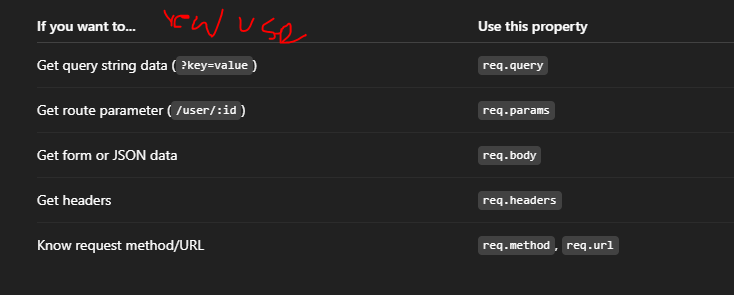 If you want to... Use this property
Get query string data (?key=value) req.query
Get route parameter (/user/:id) req.params
Get form or JSON data req.body
Get headers req.headers
Know request method/URL req.method, req.url